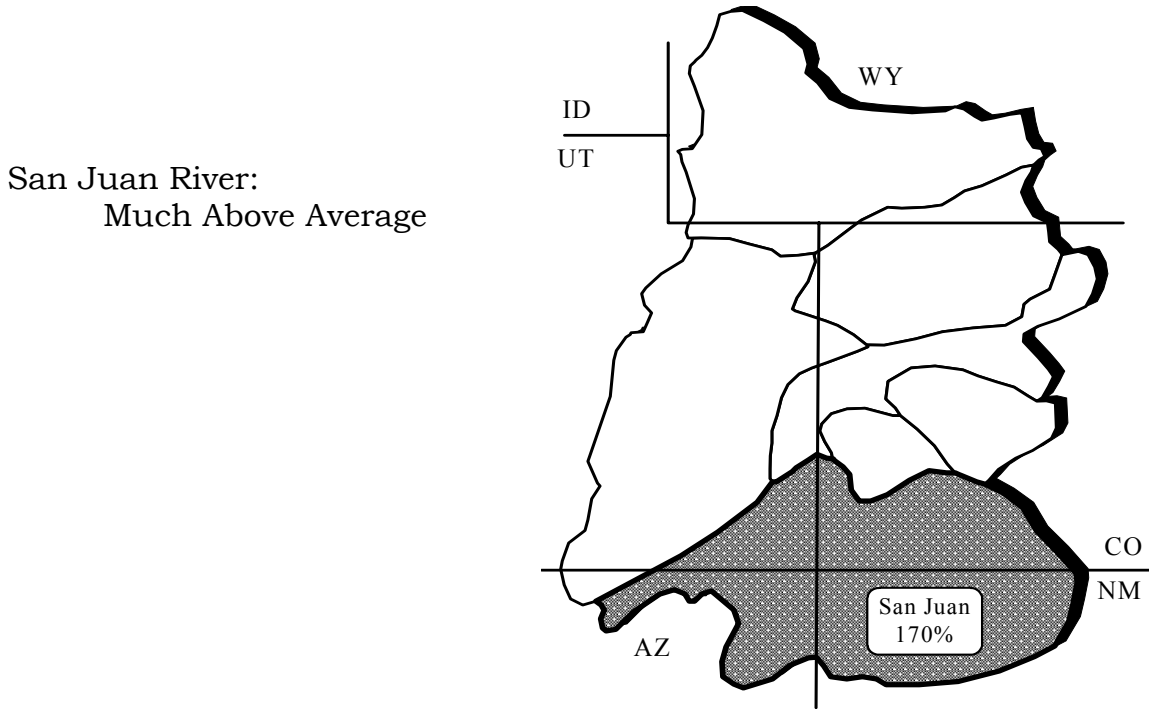 WY
ID
UT
San Juan River:
Much Above Average
CO
NM
San Juan
170%
AZ